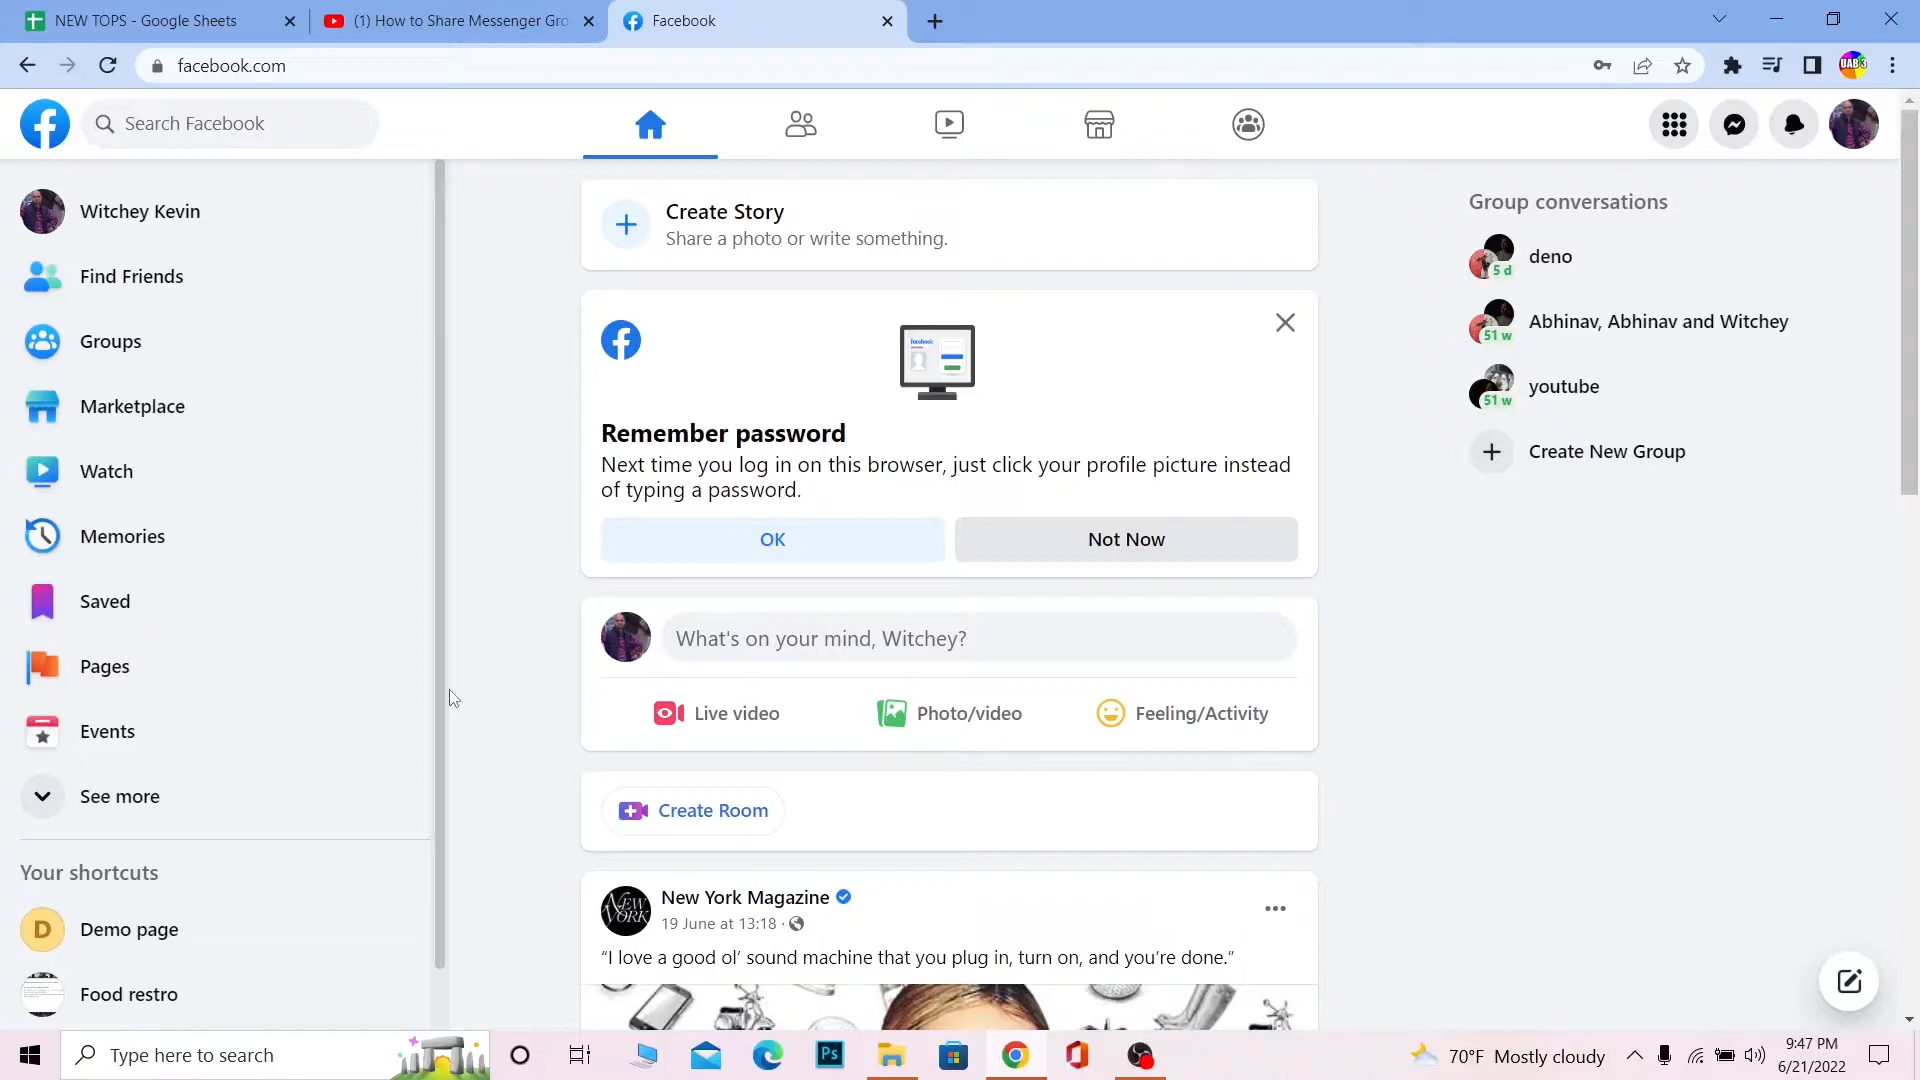 NEW TOPS - Google Sheets
(1) How to Share Messenger Gro
Facebook
facebook.com
UAB 3
Search Facebook
Witchey Kevin
Find Friends
Groups
Marketplace
Watch
Memories
Saved
Pages
Events
See more
Your shortcuts
D
Demo page
Food restro
Create Story
Share a photo or write something.
facebook
Remember password
Next time you log in on this browser, just click your profile picture instead
of typing a password.
OK
Not Now
What's on your mind, Witchey?
Live video
Photo/video
Feeling/Activity
Create Room
NEW YORK
New York Magazine
19 June at 13:18 ·
“I love a good ol’ sound machine that you plug in, turn on, and you’re done.”
Group conversations
5 d
deno
51 w
Abhinav, Abhinav and Witchey
51 w
youtube
Create New Group
Type here to search
Ps
70°F Mostly cloudy
9:47 PM
6/21/2022